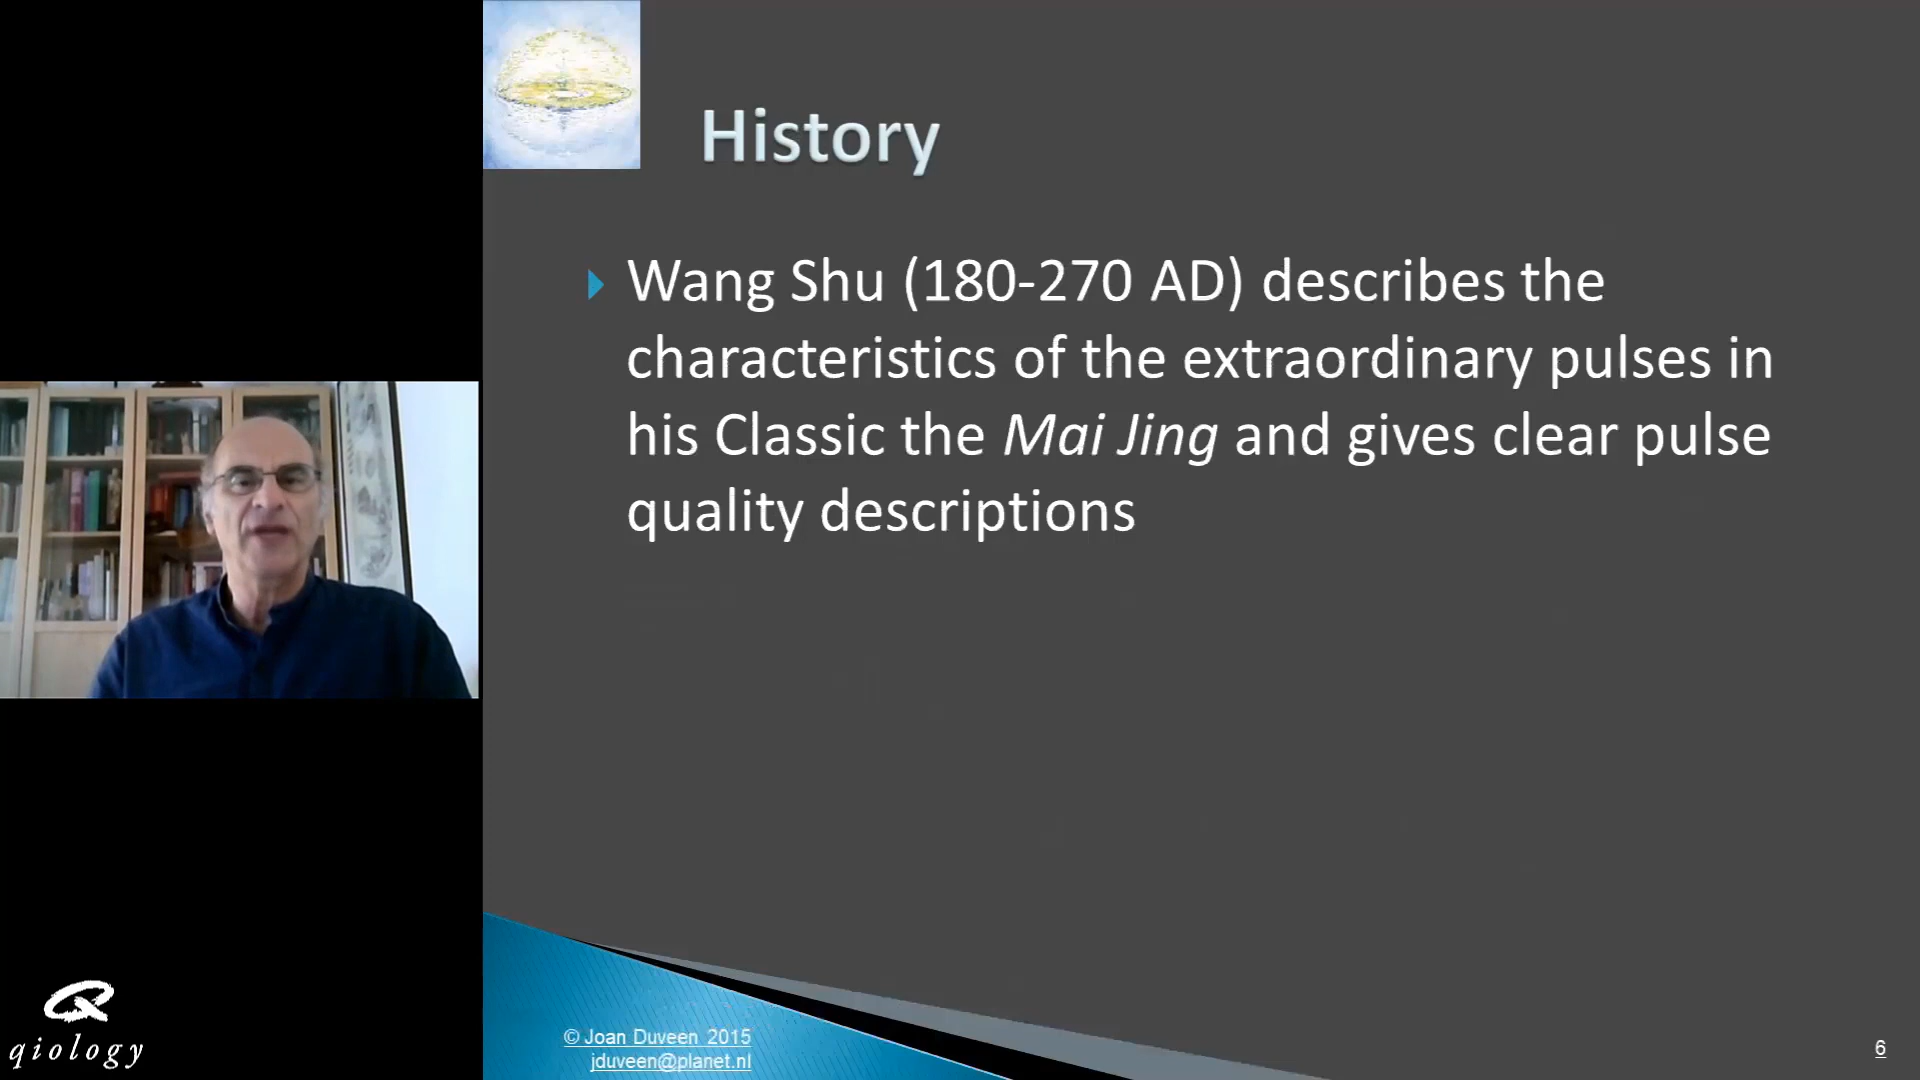 History
Wang Shu (180-270 AD) describes the
characteristics of the extraordinary pulses in
his Classic the Mai Jing and gives clear pulse
quality descriptions
qiology
© Joan Duveen 2015
jduveen@planet.nl
6